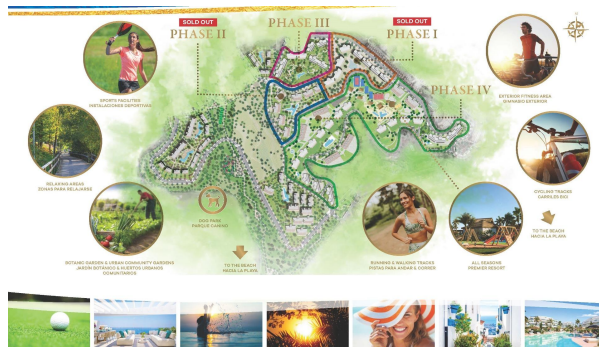 SOLD OUT
PHASE II
PHASE III
SOLD OUT
PHASE I
PHASE IV
SPORTS FACILITIES
INSTALACIONES DEPORTIVAS
EXTERIOR FITNESS AREA
GIMNASIO EXTERIOR
RELAXING AREAS
ZONAS PARA RELAJARSE
CYCLING TRACKS
CARRILES BICI
DOG PARK
PARQUE CANINO
TO THE BEACH
HACIA LA PLAYA
BOTANIC GARDEN & URBAN COMMUNITY GARDENS
JARDÍN BOTÁNICO & HUERTOS URBANOS
COMUNITARIOS
TO THE BEACH
HACIA LA PLAYA
RUNNING & WALKING TRACKS
PISTAS PARA ANDAR & CORRER
ALL SEASONS
PREMIER RESORT